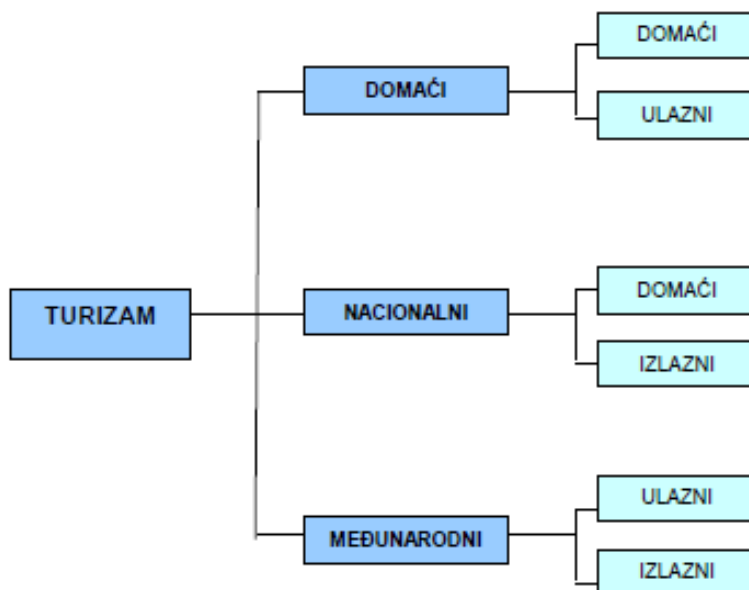 TURIZAM
DOMAĆI
DOMAĆI
ULAZNI
NACIONALNI
DOMAĆI
IZLAZNI
MEĐUNARODNI
ULAZNI
IZLAZNI